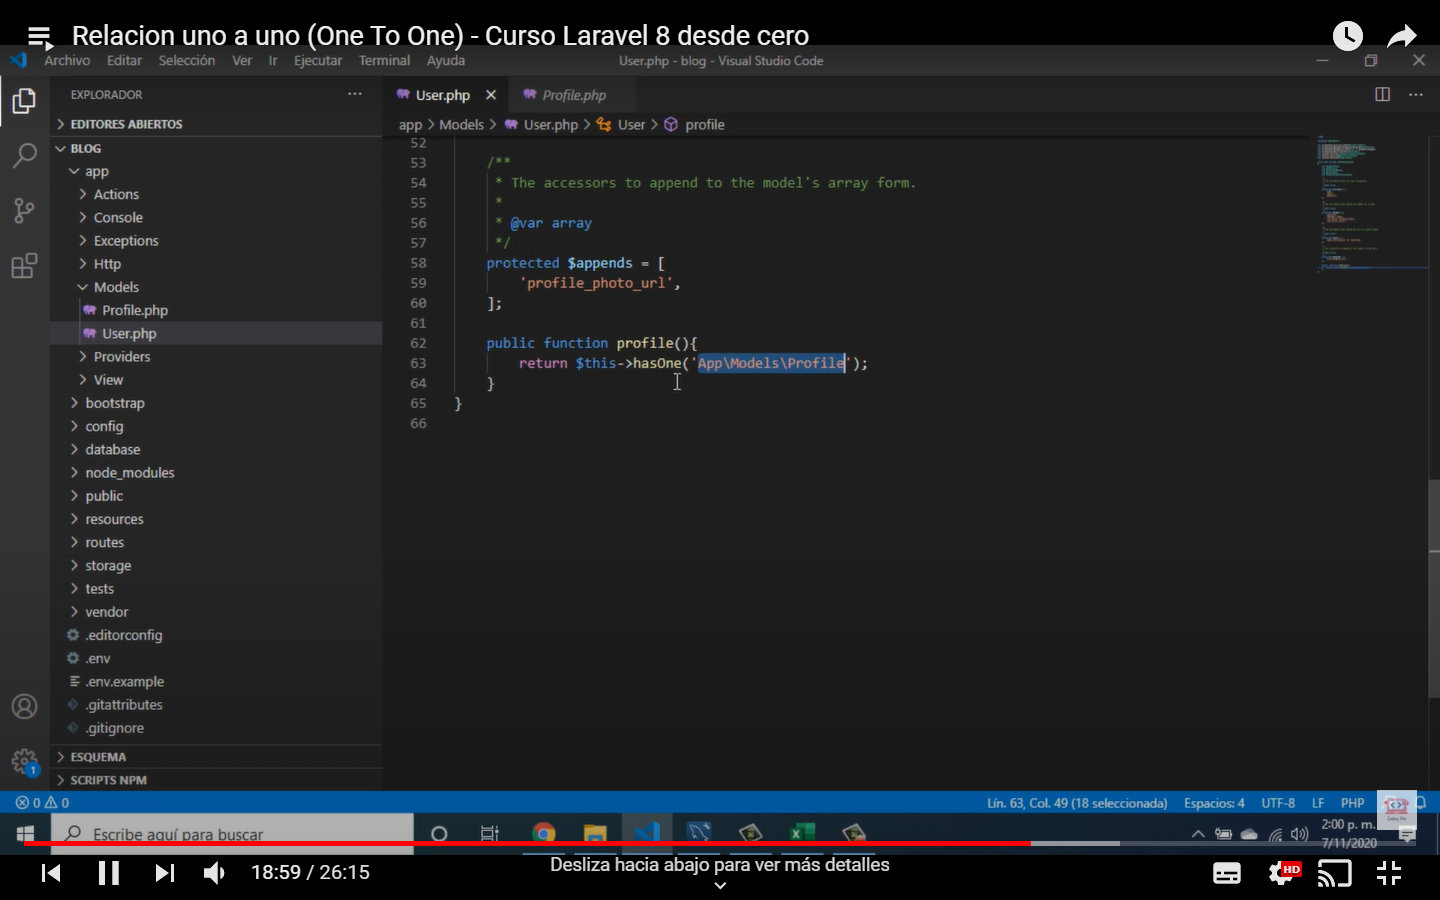 Relacion uno a uno (One To One) - Curso Laravel 8 desde cero
Archivo Editar Selección Ver Ir Ejecutar Terminal Ayuda
User.php - blog - Visual Studio Code
EXPLORADOR
EDITORES ABIERTOS
BLOG
app
Actions
Console
Exceptions
Http
Models
Profile.php
User.php
Providers
View
bootstrap
config
database
node_modules
public
resources
routes
storage
tests
vendor
.editorconfig
.env
.env.example
.gitattributes
.gitignore
ESQUEMA
SCRIPTS NPM
1
User.php
Profile.php
app > Models > User.php > User > profile
52
53 /**
54 * The accessors to append to the model's array form.
55 *
56 * @var array
57 */
58 protected $appends = [
59 'profile_photo_url',
60 ];
61
62 public function profile(){
63 return $this->hasOne('App\Models\Profile');
64 }
65 }
66
0 0
Lín. 63, Col. 49 (18 seleccionada) Espacios: 4 UTF-8 LF PHP
Escribe aquí para buscar
2:00 p. m.
7/11/2020
18:59 / 26:15
Desliza hacia abajo para ver más detalles
HD